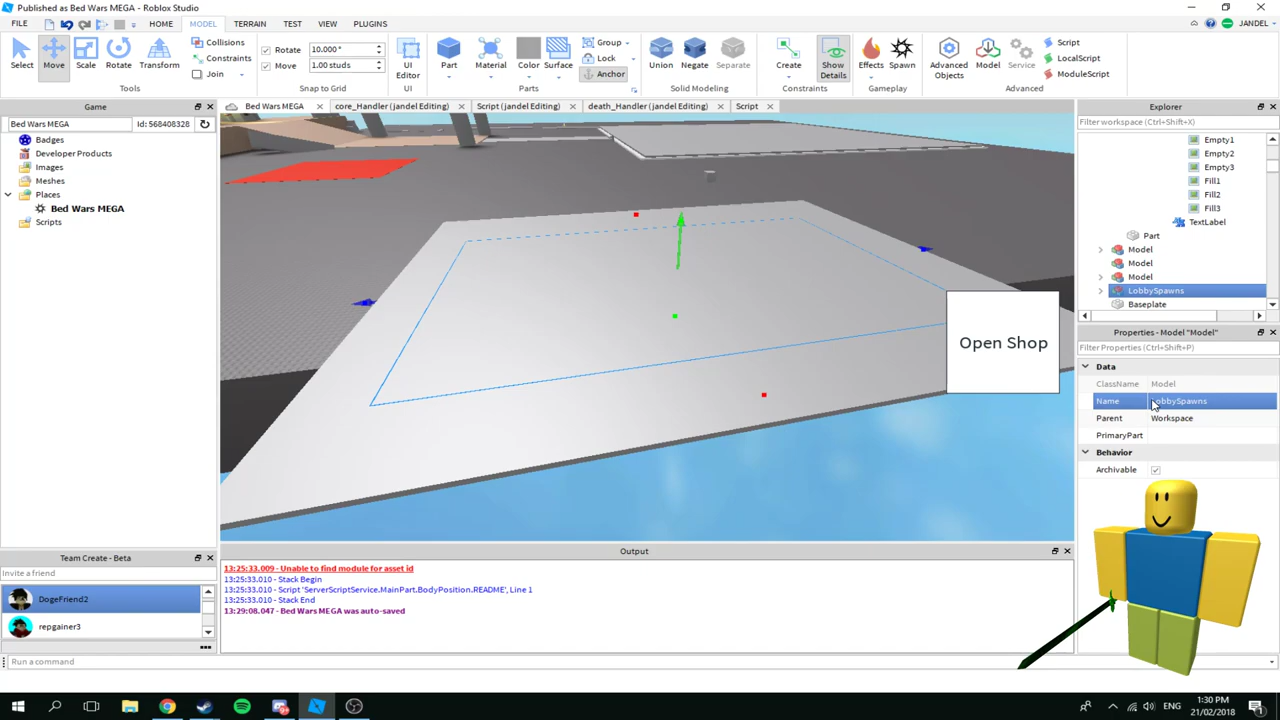 Published as Bed Wars MEGA - Roblox Studio
FILE HOME MODEL TERRAIN TEST VIEW PLUGINS
JANDEL
Select Move Scale Rotate Transform
Tools
Collisions
Constraints
Join
Rotate 10.000 °
Move 1.00 studs
Snap to Grid
UI Editor
UI
Part Material Color Surface
Group
Lock
Anchor
Parts
Union Negate Separate
Solid Modeling
Create Show Details
Constraints
Effects Spawn
Gameplay
Advanced Objects Model Service
Script
LocalScript
ModuleScript
Advanced
Game
Bed Wars MEGA Id: 568408328
Badges
Developer Products
Images
Meshes
Places
Bed Wars MEGA
Scripts
Bed Wars MEGA core_Handler (jandel Editing) Script (jandel Editing) death_Handler (jandel Editing) Script
Open Shop
Explorer
Filter workspace (Ctrl+Shift+X)
Empty1
Empty2
Empty3
Fill1
Fill2
Fill3
TextLabel
Part
Model
Model
Model
LobbySpawns
Baseplate
Properties - Model "Model"
Filter Properties (Ctrl+Shift+P)
Data
ClassName Model
Name LobbySpawns
Parent Workspace
PrimaryPart
Behavior
Archivable
Team Create - Beta
Invite a friend
DogeFriend2
repgainer3
Output
13:25:33.009 - Unable to find module for asset id
13:25:33.010 - Stack Begin
13:25:33.010 - Script 'ServerScriptService.MainPart.BodyPosition.README', Line 1
13:25:33.010 - Stack End
13:29:08.047 - Bed Wars MEGA was auto-saved
Run a command
ENG
1:30 PM
21/02/2018